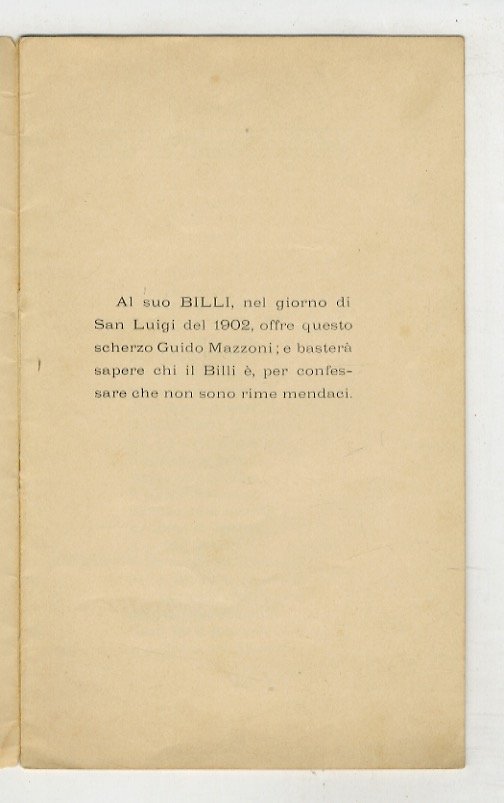 Al suo BILLI, nel giorno di
San Luigi del 1902, offre questo
scherzo Guido Mazzoni; e basterà
sapere chi il Billi è, per confes-
sare che non sono rime mendaci.